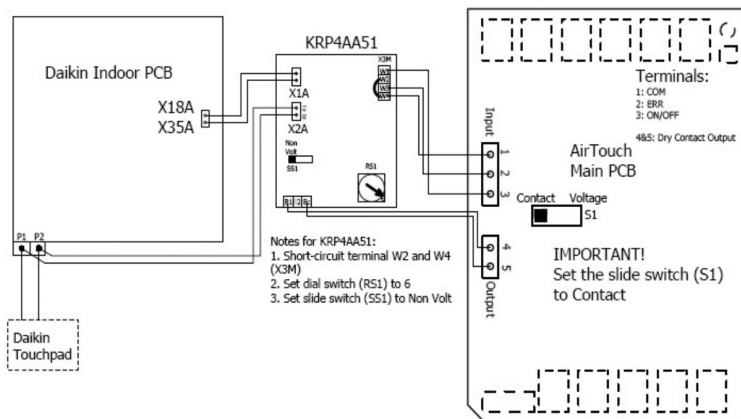 KRP4AA51
Daikin Indoor PCB
X18A
X35A
P1 P2
Daikin
Touchpad
X3M
W1
W2
W3
W4
X1A
X2A
Non
Volt
SS1
RS1
Notes for KRP4AA51:
1. Short-circuit terminal W2 and W4
(X3M)
2. Set dial switch (RS1) to 6
3. Set slide switch (SS1) to Non Volt
Terminals:
1: COM
2: ERR
3: ON/OFF
4&5: Dry Contact Output
Input
1
2
3
AirTouch
Main PCB
Contact Voltage
S1
4
5
Output
IMPORTANT!
Set the slide switch (S1)
to Contact